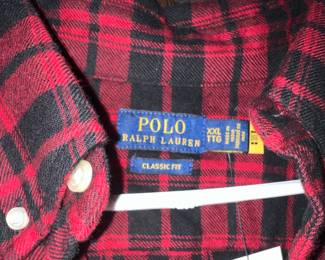 POLO
RALPH LAUREN
XXL
TTG
CLASSIC FIT